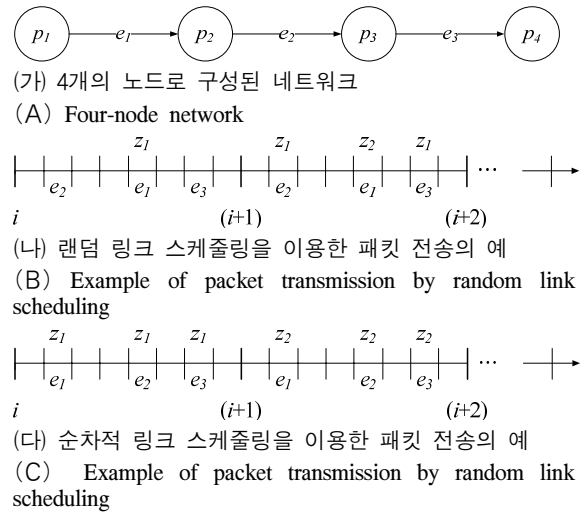 p1 e1 p2 e2 p3 e3 p4
(가) 4개의 노드로 구성된 네트워크
(A) Four-node network
z1 z1 z2 z1
e2 e1 e3 e2 e1 e3 ...
i (i+1) (i+2)
(나) 랜덤 링크 스케줄링을 이용한 패킷 전송의 예
(B) Example of packet transmission by random link
scheduling
z1 z1 z1 z2 z2 z2
e1 e2 e3 e1 e2 e3 ...
i (i+1) (i+2)
(다) 순차적 링크 스케줄링을 이용한 패킷 전송의 예
(C) Example of packet transmission by random link
scheduling